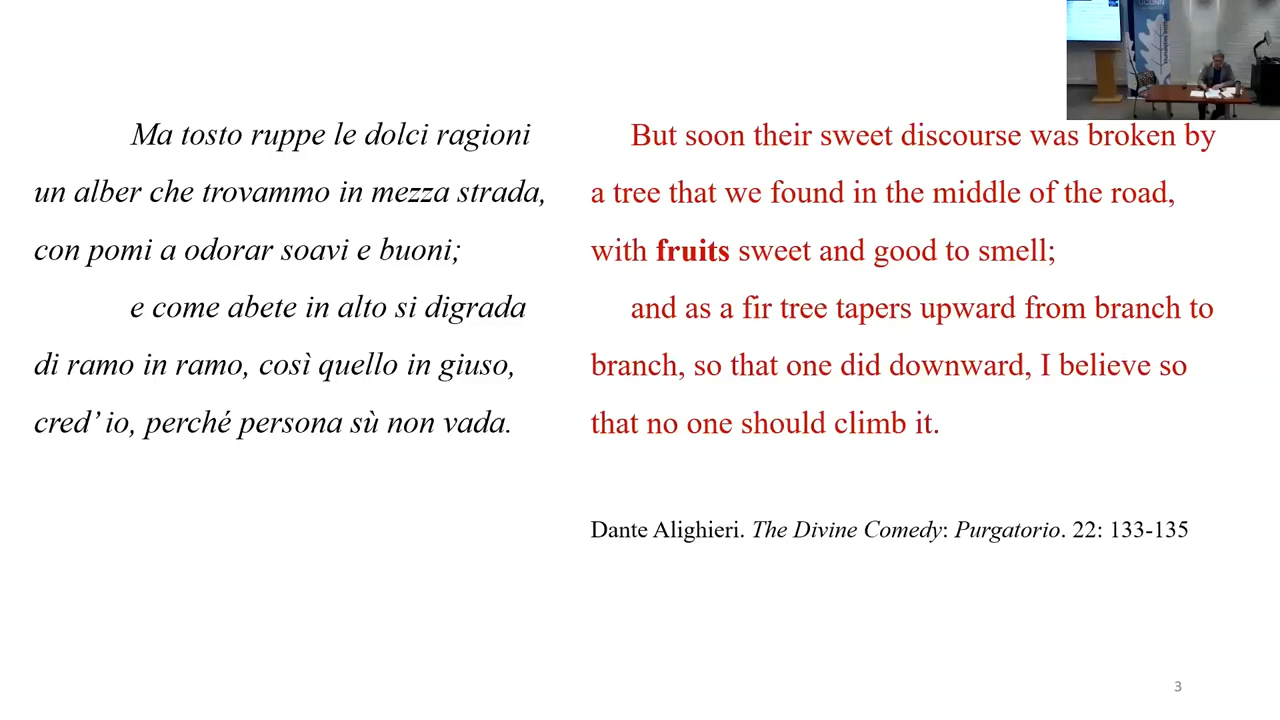 UCONN
Ma tosto ruppe le dolci ragioni
un alber che trovammo in mezza strada,
con pomi a odorar soavi e buoni;
e come abete in alto si digrada
di ramo in ramo, così quello in giuso,
cred’ io, perché persona sù non vada.
But soon their sweet discourse was broken by
a tree that we found in the middle of the road,
with fruits sweet and good to smell;
and as a fir tree tapers upward from branch to
branch, so that one did downward, I believe so
that no one should climb it.
Dante Alighieri. The Divine Comedy: Purgatorio. 22: 133-135
3